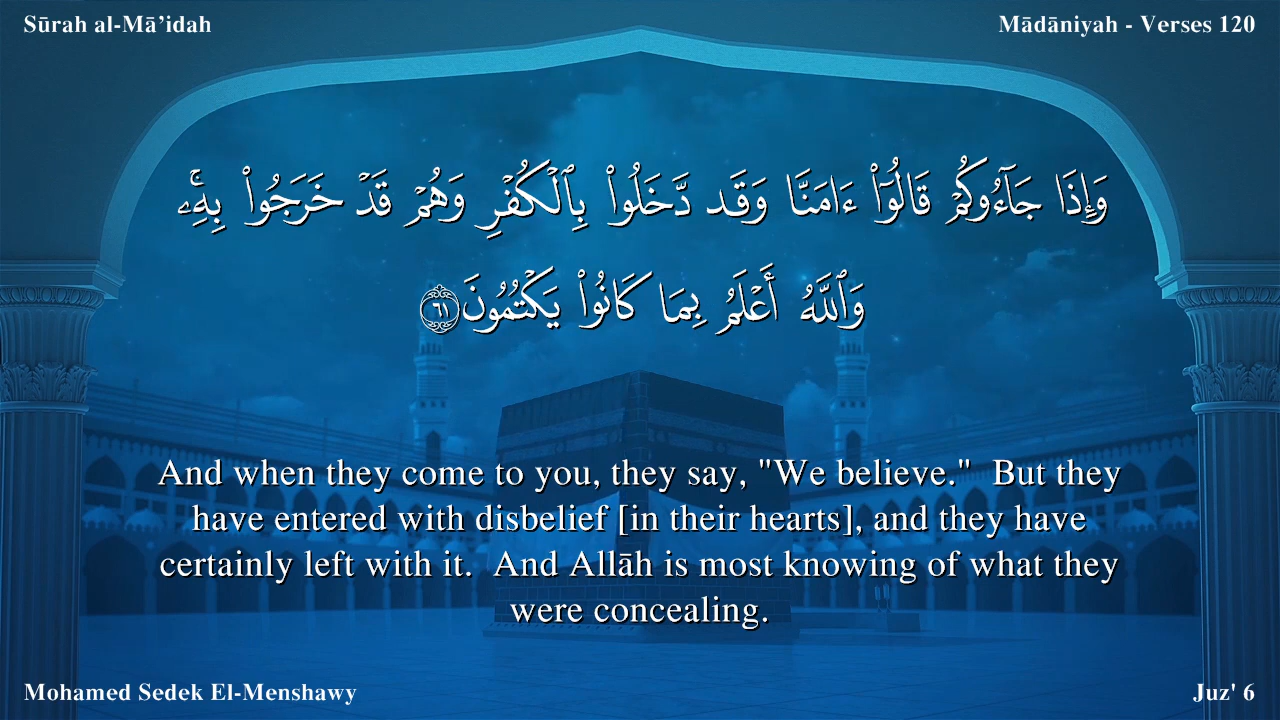 Sūrah al-Mā’idah
Mādāniyah - Verses 120
وَإِذَا جَآءُوكُمْ قَالُوٓا۟ ءَامَنَّا وَقَد دَّخَلُوا۟ بِٱلْكُفْرِ وَهُمْ قَدْ خَرَجُوا۟ بِهِۦ ۚ
وَٱللَّهُ أَعْلَمُ بِمَا كَانُوا۟ يَكْتُمُونَ ٦١
And when they come to you, they say, "We believe."  But they
have entered with disbelief [in their hearts], and they have
certainly left with it.  And Allāh is most knowing of what they
were concealing.
Mohamed Sedek El-Menshawy
Juz' 6